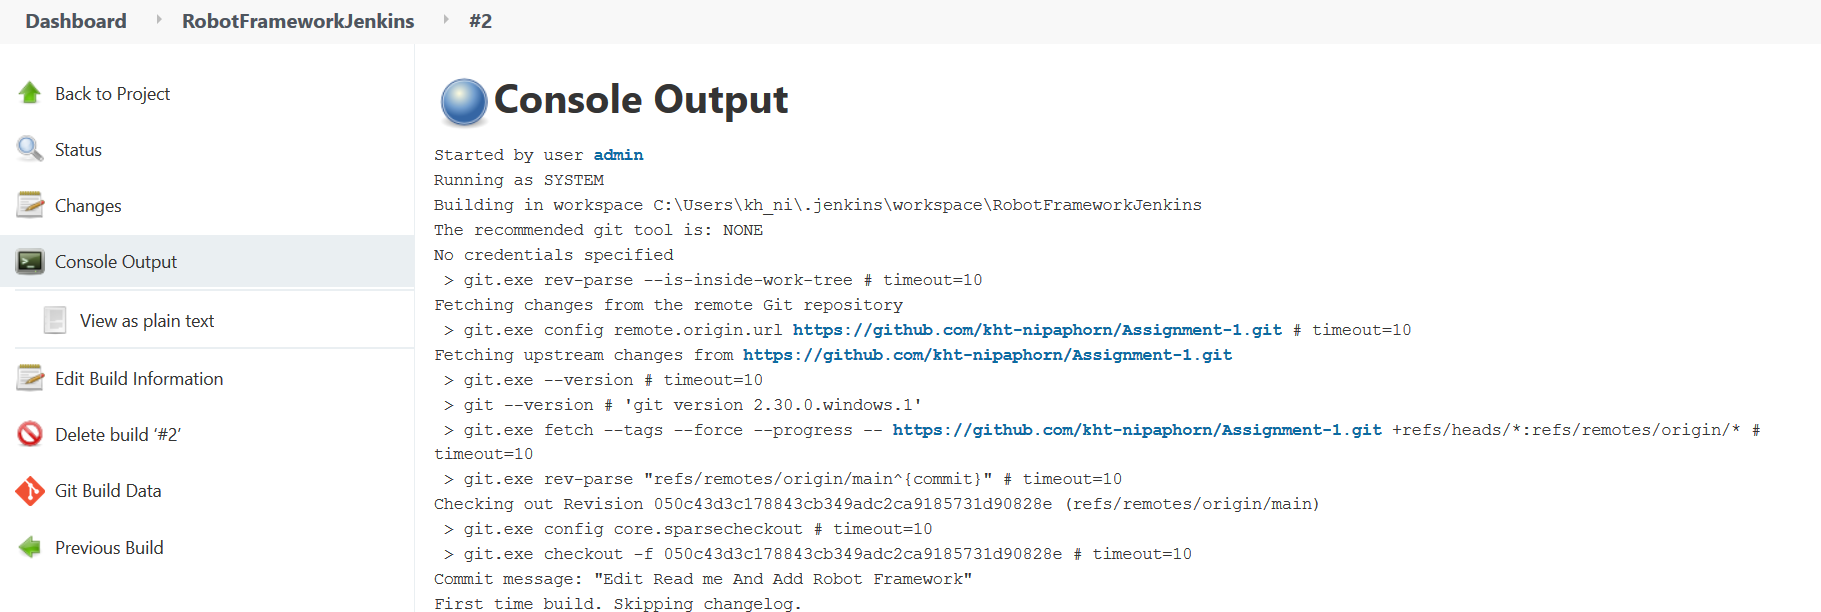 Dashboard RobotFrameworkJenkins #2
Back to Project
Status
Changes
Console Output
View as plain text
Edit Build Information
Delete build ‘#2’
Git Build Data
Previous Build
Console Output
Started by user admin
Running as SYSTEM
Building in workspace C:\Users\kh_ni\.jenkins\workspace\RobotFrameworkJenkins
The recommended git tool is: NONE
No credentials specified
 > git.exe rev-parse --is-inside-work-tree # timeout=10
Fetching changes from the remote Git repository
 > git.exe config remote.origin.url https://github.com/kht-nipaphorn/Assignment-1.git # timeout=10
Fetching upstream changes from https://github.com/kht-nipaphorn/Assignment-1.git
 > git.exe --version # timeout=10
 > git --version # 'git version 2.30.0.windows.1'
 > git.exe fetch --tags --force --progress -- https://github.com/kht-nipaphorn/Assignment-1.git +refs/heads/*:refs/remotes/origin/* #
timeout=10
 > git.exe rev-parse "refs/remotes/origin/main^{commit}" # timeout=10
Checking out Revision 050c43d3c178843cb349adc2ca9185731d90828e (refs/remotes/origin/main)
 > git.exe config core.sparsecheckout # timeout=10
 > git.exe checkout -f 050c43d3c178843cb349adc2ca9185731d90828e # timeout=10
Commit message: "Edit Read me And Add Robot Framework"
First time build. Skipping changelog.